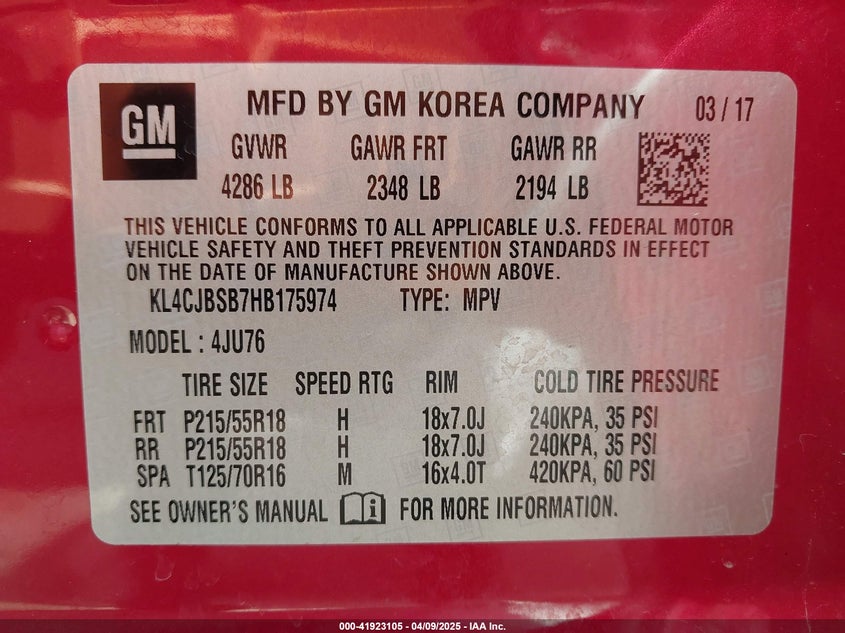 GM
MFD BY GM KOREA COMPANY 03 / 17
GVWR GAWR FRT GAWR RR
4286 LB 2348 LB 2194 LB
THIS VEHICLE CONFORMS TO ALL APPLICABLE U.S. FEDERAL MOTOR
VEHICLE SAFETY AND THEFT PREVENTION STANDARDS IN EFFECT
ON THE DATE OF MANUFACTURE SHOWN ABOVE.
KL4CJBSB7HB175974 TYPE: MPV
MODEL : 4JU76
TIRE SIZE SPEED RTG RIM COLD TIRE PRESSURE
FRT P215/55R18 H 18x7.0J 240KPA, 35 PSI
RR P215/55R18 H 18x7.0J 240KPA, 35 PSI
SPA T125/70R16 M 16x4.0T 420KPA, 60 PSI
SEE OWNER'S MANUAL i FOR MORE INFORMATION.
000-41923105 - 04/09/2025 - IAA Inc.